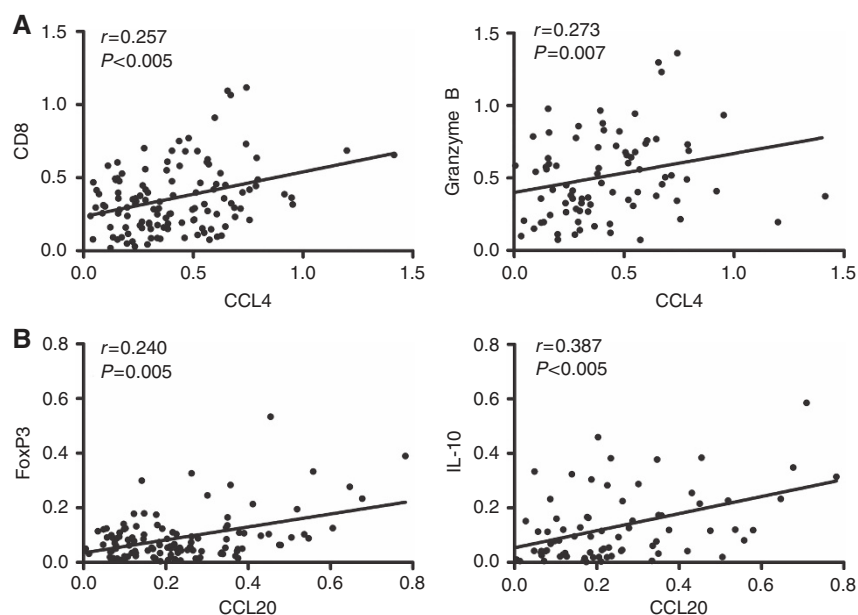 A
r=0.257
P<0.005
CD8
1.5
1.0
0.5
0.0
0.0 0.5 1.0 1.5
CCL4
r=0.273
P=0.007
Granzyme B
1.5
1.0
0.5
0.0
0.0 0.5 1.0 1.5
CCL4
B
r=0.240
P=0.005
FoxP3
0.8
0.6
0.4
0.2
0.0
0.0 0.2 0.4 0.6 0.8
CCL20
r=0.387
P<0.005
IL-10
0.8
0.6
0.4
0.2
0.0
0.0 0.2 0.4 0.6 0.8
CCL20